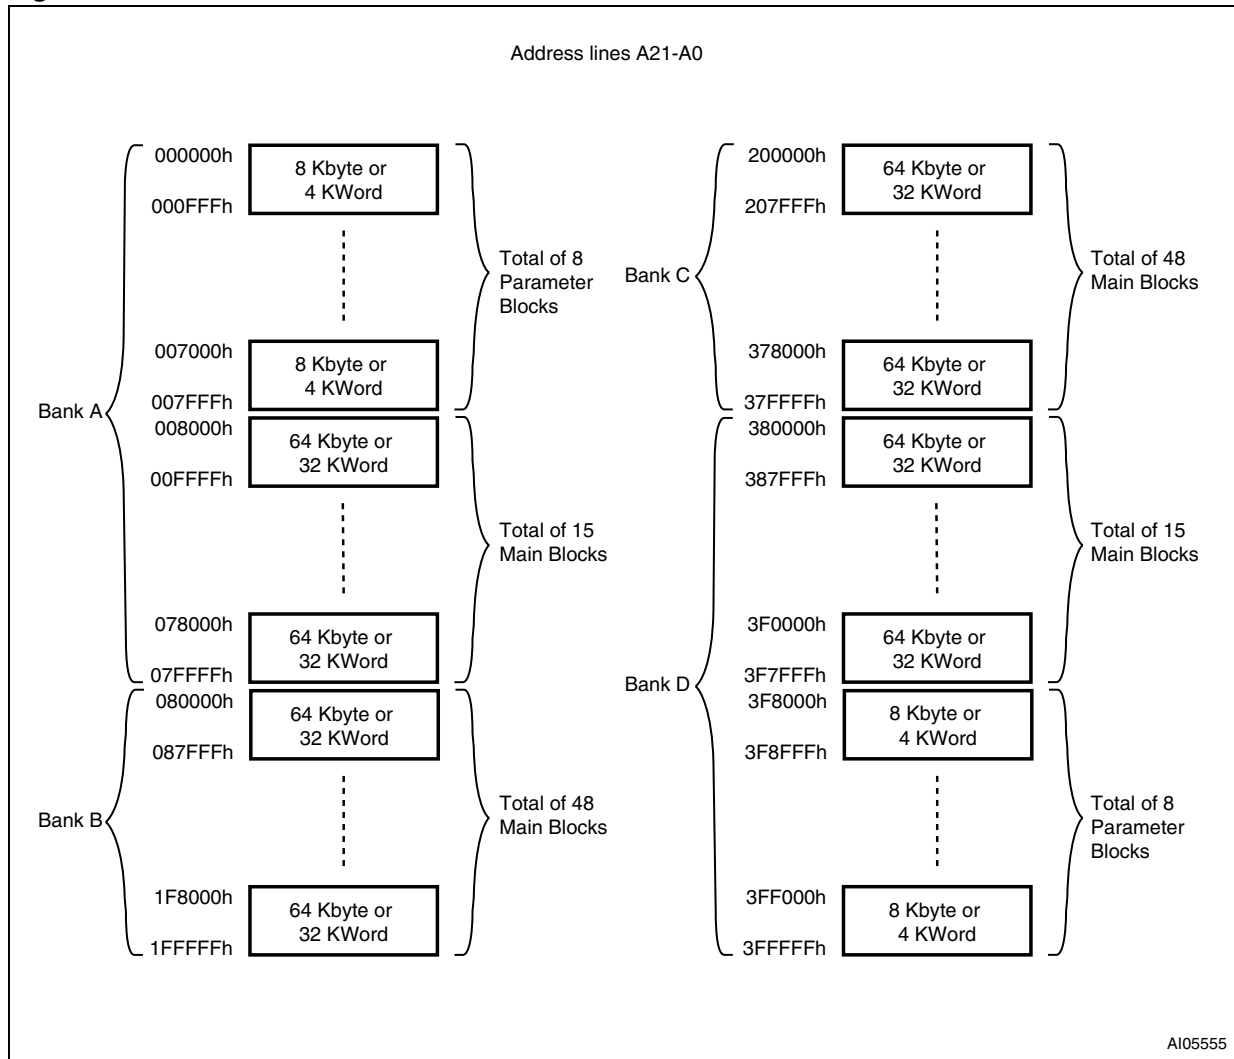 Address lines A21-A0
Bank A
000000h
8 Kbyte or
4 KWord
000FFFh
Total of 8
Parameter
Blocks
007000h
8 Kbyte or
4 KWord
007FFFh
008000h
64 Kbyte or
32 KWord
00FFFFh
Total of 15
Main Blocks
078000h
64 Kbyte or
32 KWord
07FFFFh
Bank B
080000h
64 Kbyte or
32 KWord
087FFFh
Total of 48
Main Blocks
1F8000h
64 Kbyte or
32 KWord
1FFFFFh
Bank C
200000h
64 Kbyte or
32 KWord
207FFFh
Total of 48
Main Blocks
378000h
64 Kbyte or
32 KWord
37FFFFh
Bank D
380000h
64 Kbyte or
32 KWord
387FFFh
Total of 15
Main Blocks
3F0000h
64 Kbyte or
32 KWord
3F7FFFh
3F8000h
8 Kbyte or
4 KWord
3F8FFFh
Total of 8
Parameter
Blocks
3FF000h
8 Kbyte or
4 KWord
3FFFFFh
AI05555